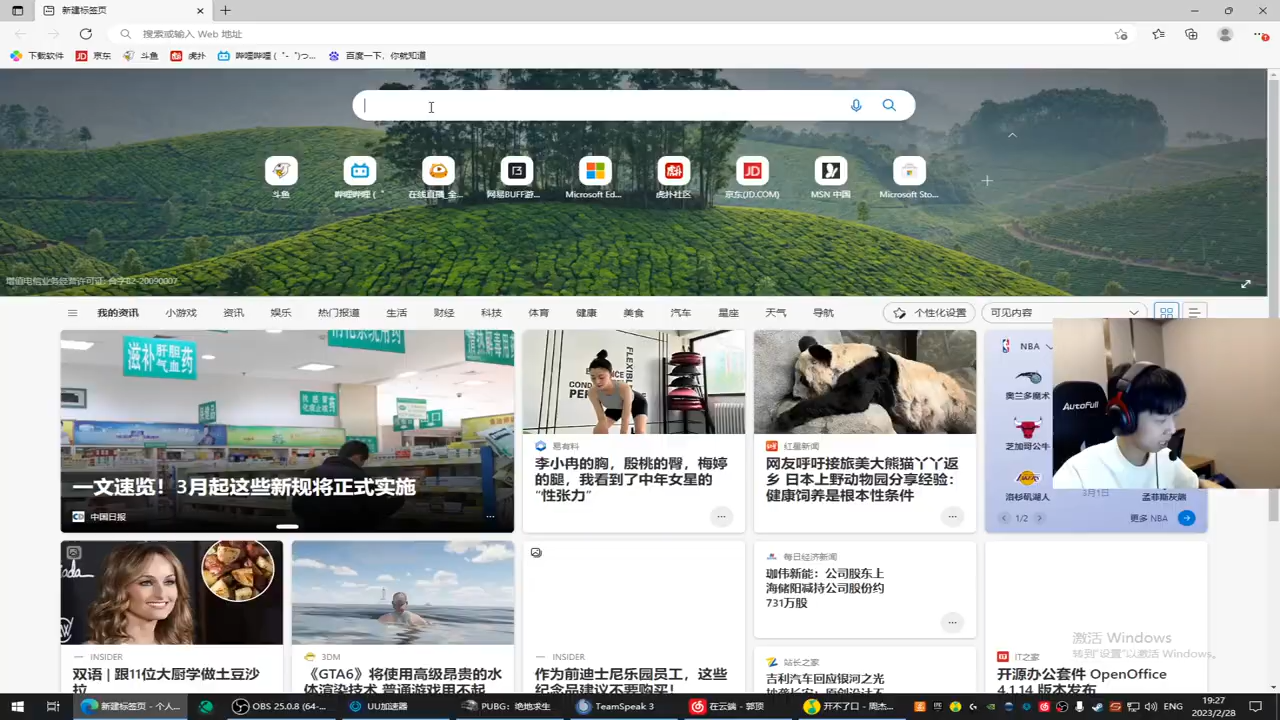 新建标签页
搜索或输入 Web 地址
下载软件
JD 京东
斗鱼
虎扑
哔哩哔哩 ( ゜- ゜)つ...
百度一下，你就知道
斗鱼
哔哩哔哩 ( ゜
在线直播_全...
网易BUFF游...
Microsoft Ed...
虎扑社区
JD
京东(JD.COM)
MSN 中国
Microsoft Sto...
增值电信业务经营许可证: 合字B2-20090007
我的资讯
小游戏
资讯
娱乐
热门报道
生活
财经
科技
体育
健康
美食
汽车
星座
天气
导航
个性化设置
可见内容
滋补肝胆药
一文速览！3月起这些新规将正式实施
中国日报
FLEXIBLE
易有料
李小冉的胸，殷桃的臀，梅婷
的腿，我看到了中年女星的
“性张力”
红星新闻
网友呼吁接旅美大熊猫丫丫返
乡 日本上野动物园分享经验：
健康饲养是根本性条件
NBA
奥兰多魔术
芝加哥公牛
洛杉矶湖人
3月1日
孟菲斯灰熊
1/2
更多 NBA
AutoFull
INSIDER
双语 | 跟11位大厨学做土豆沙
拉
3DM
《GTA6》将使用高级昂贵的水
体渲染技术 普通游戏用不起
INSIDER
作为前迪士尼乐园员工，这些
纪念品建议不要购买！
每日经济新闻
珈伟新能：公司股东上
海储阳减持公司股份约
731万股
站长之家
吉利汽车回应银河之光
IT之家
开源办公套件 OpenOffice
4.1.14 版本发布
激活 Windows
转到“设置”以激活 Windows。
新建标签页 - 个人...
OBS 25.0.8 (64-...
UU加速器
PUBG：绝地求生
TeamSpeak 3
在云端 - 郭顶
开不了口 - 周杰...
ENG
19:27
2023/2/28